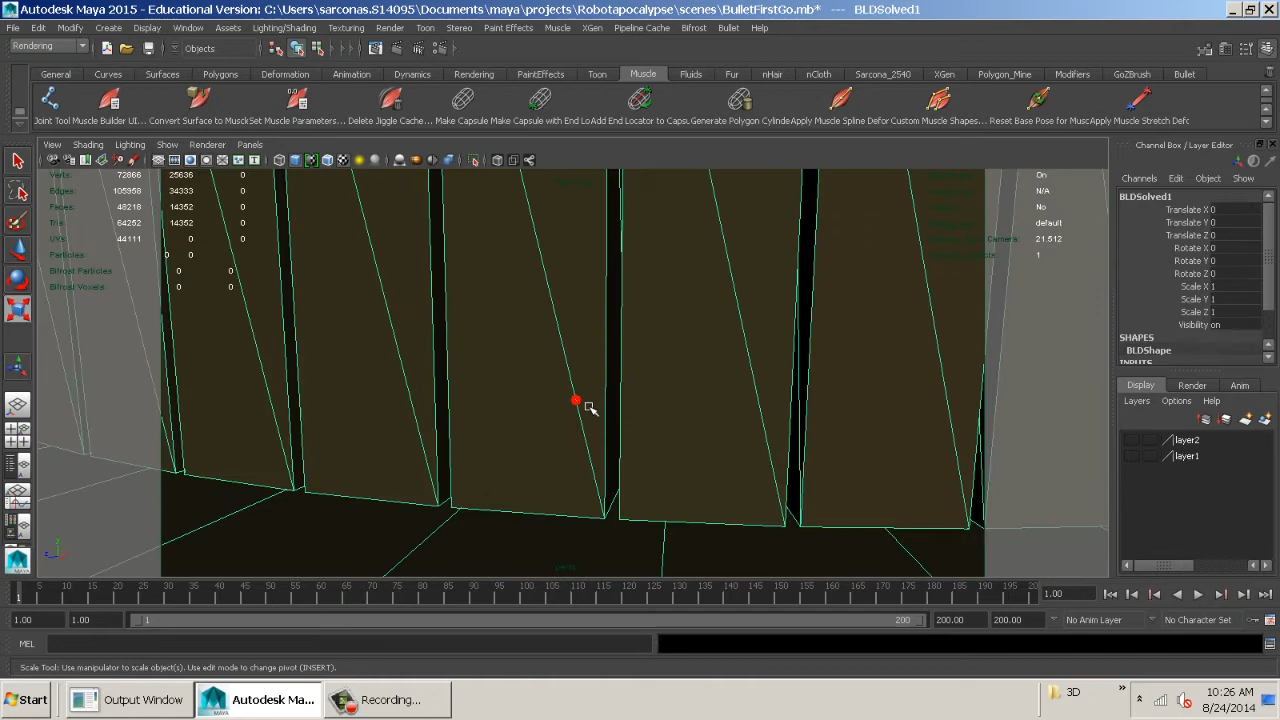 Autodesk Maya 2015 - Educational Version: C:\Users\sarconas.S14095\Documents\maya\projects\Robotapocalypse\scenes\BulletFirstGo.mb* --- BLDSolved1
File Edit Modify Create Display Window Assets Lighting/Shading Texturing Render Toon Stereo Paint Effects Muscle XGen Pipeline Cache Bifrost Bullet Help
Rendering Objects
General Curves Surfaces Polygons Deformation Animation Dynamics Rendering PaintEffects Toon Muscle Fluids Fur nHair nCloth Sarcona_2540 XGen Polygon_Mine Modifiers GoZBrush Bullet
Joint Tool Muscle Builder UI... Convert Surface to Muscle Set Muscle Parameters... Delete Jiggle Cache... Make Capsule Make Capsule with End Lo Add End Locator to Capsu Generate Polygon Cylinde Apply Muscle Spline Defor Custom Muscle Shapes... Reset Base Pose for Musc Apply Muscle Stretch Defo
View Shading Lighting Show Renderer Panels
Channel Box / Layer Editor
Channels Edit Object Show
Verts: 72866 25636 0 On
Edges: 105958 34333 0 N/A
Faces: 48218 14352 0 No
Tris: 64252 14352 0 default
UVs: 44111 0 0 Camera 21.512
Particles: 0 0 1
Bifrost Particles 0 0
Bifrost Voxels: 0 0
BLDSolved1
Translate X 0
Translate Y 0
Translate Z 0
Rotate X 0
Rotate Y 0
Rotate Z 0
Scale X 1
Scale Y 1
Scale Z 1
Visibility on
SHAPES
BLDShape
INPUTS
Display Render Anim
Layers Options Help
layer2
layer1
persp
5 10 15 20 25 30 35 40 45 50 55 60 65 70 75 80 85 90 95 100 105 110 115 120 125 130 135 140 145 150 155 160 165 170 175 180 185 190 195 20
1.00
1.00 1.00 1 200 200.00 200.00 No Anim Layer No Character Set
MEL
Scale Tool: Use manipulator to scale object(s). Use edit mode to change pivot (INSERT).
Start Output Window Autodesk Ma... Recording... 3D » 10:26 AM
8/24/2014